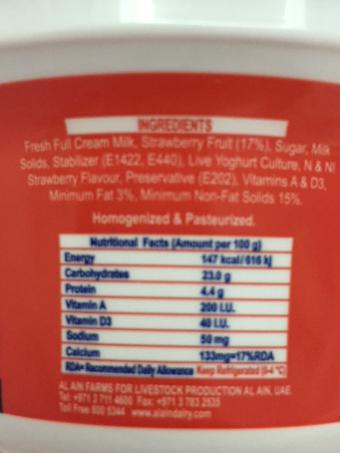 INGREDIENTS
Fresh Full Cream Milk, Strawberry Fruit (17%), Sugar, Milk
Solids, Stabilizer (E1422, E440), Live Yoghurt Culture, N & NI
Strawberry Flavour, Preservative (E202), Vitamins A & D3,
Minimum Fat 3%, Minimum Non-Fat Solids 15%.
Homogenized & Pasteurized.
Nutritional Facts (Amount per 100 g)
Energy 147 kcal/616 kj
Carbohydrates 23.0 g
Protein 4.4 g
Vitamin A 200 I.U.
Vitamin D3 40 I.U.
Sodium 50 mg
Calcium 133mg=17%RDA
RDA= Recommended Daily Allowance Keep Refrigerated (0-4 °C)
AL AIN FARMS FOR LIVESTOCK PRODUCTION AL AIN, UAE
Tel: +971 3 711 4600 Fax: +971 3 783 2535
Toll Free 800 5344 www.alaindairy.com